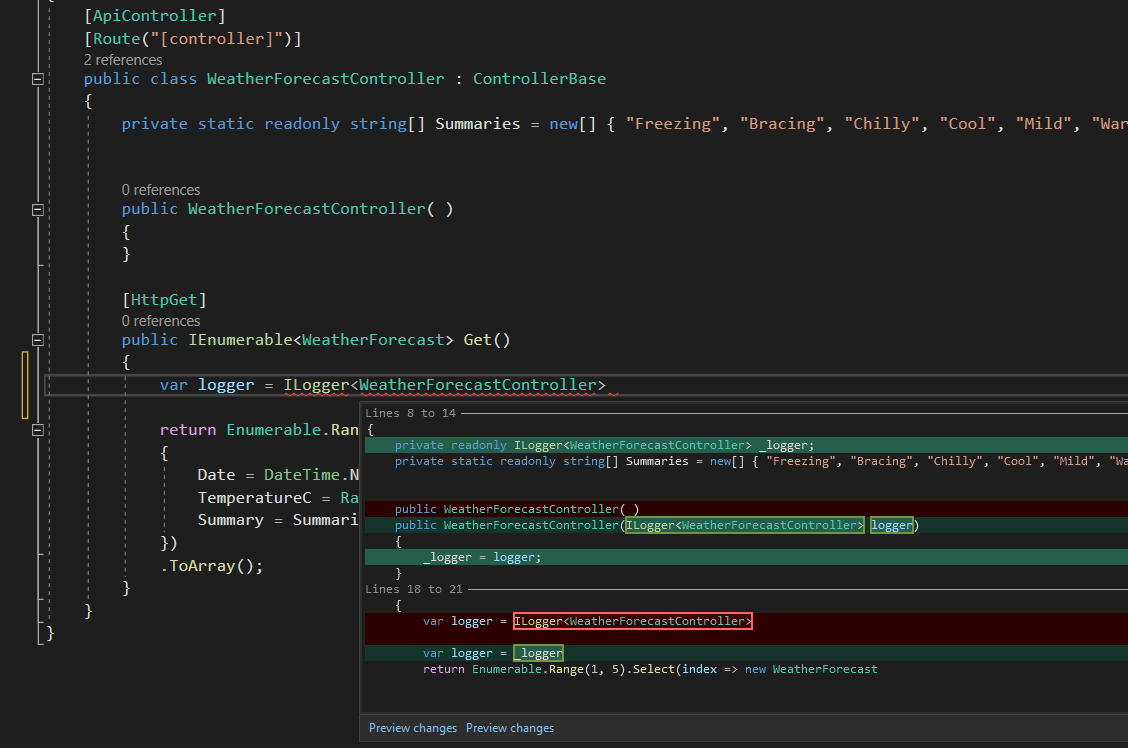 [ApiController]
[Route("[controller]")]
2 references
public class WeatherForecastController : ControllerBase
{
private static readonly string[] Summaries = new[] { "Freezing", "Bracing", "Chilly", "Cool", "Mild", "War
0 references
public WeatherForecastController( )
{
}
[HttpGet]
0 references
public IEnumerable<WeatherForecast> Get()
{
var logger = ILogger<WeatherForecastController>
return Enumerable.Ran
{
Date = DateTime.N
TemperatureC = Ra
Summary = Summari
})
.ToArray();
}
}
}
Lines 8 to 14
{
private readonly ILogger<WeatherForecastController> _logger;
private static readonly string[] Summaries = new[] { "Freezing", "Bracing", "Chilly", "Cool", "Mild", "Wa
public WeatherForecastController( )
public WeatherForecastController(ILogger<WeatherForecastController> logger)
{
_logger = logger;
}
Lines 18 to 21
{
var logger = ILogger<WeatherForecastController>
var logger = _logger
return Enumerable.Range(1, 5).Select(index => new WeatherForecast
Preview changes Preview changes